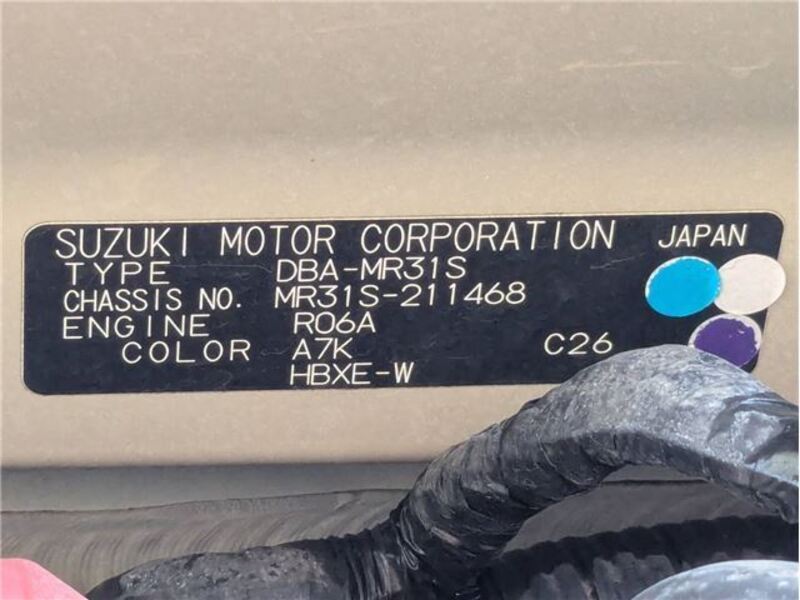 SUZUKI MOTOR CORPORATION JAPAN
TYPE DBA-MR31S
CHASSIS NO. MR31S-211468
ENGINE R06A
COLOR A7K C26
HBXE-W